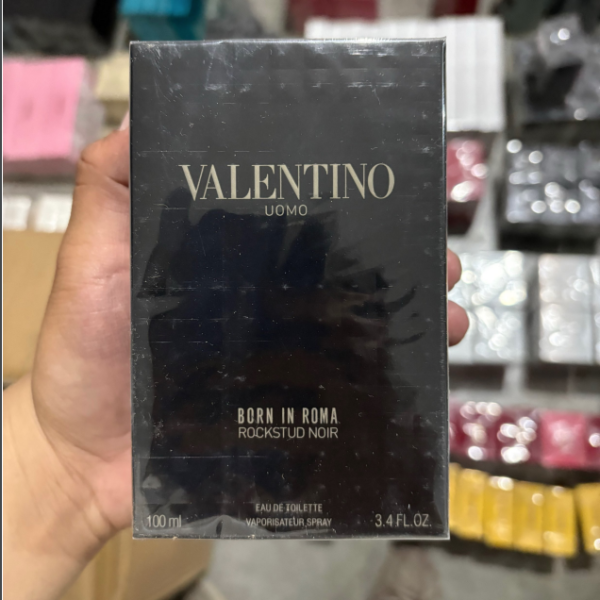 VALENTINO
UOMO
BORN IN ROMA
ROCKSTUD NOIR
EAU DE TOILETTE
100 ml VAPORISATEUR SPRAY 3.4 FL.OZ.